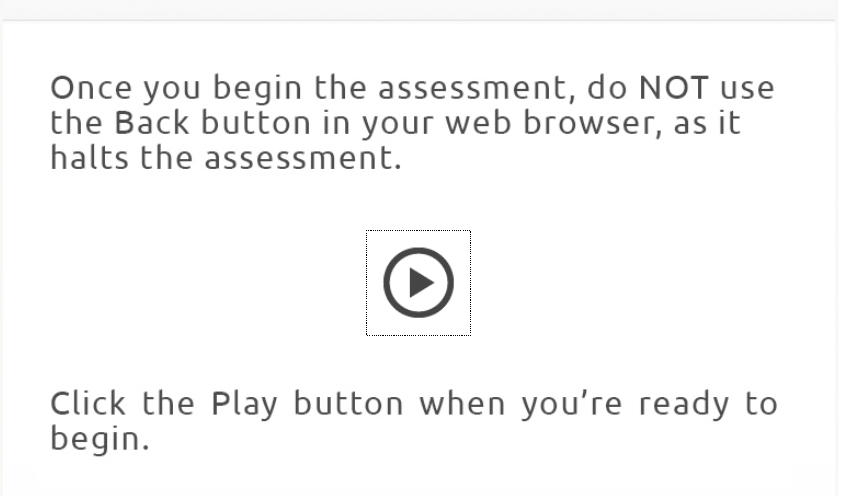 Once you begin the assessment, do NOT use
the Back button in your web browser, as it
halts the assessment.
Click the Play button when you’re ready to
begin.